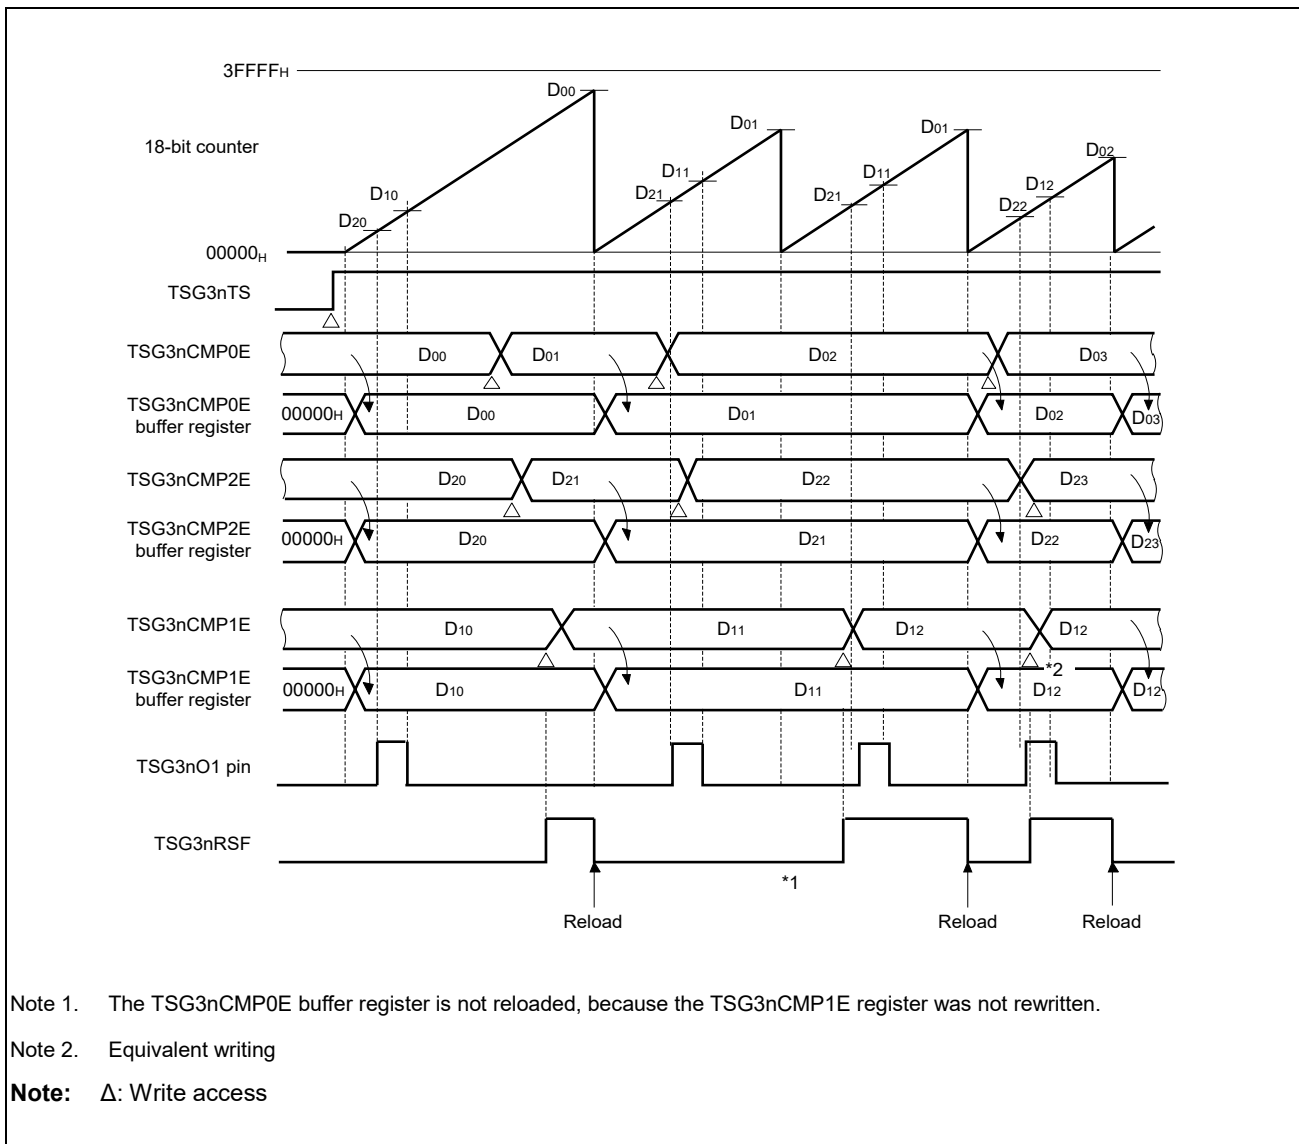 3FFFFH
D00
D01
D01
D02
18-bit counter
D11
D11
D12
D10
D21
D21
D22
D20
00000H
TSG3nTS
△
TSG3nCMP0E
D00
D01
D02
D03
△ △ △
TSG3nCMP0E
buffer register
00000H
D00
D01
D02
D03
TSG3nCMP2E
D20
D21
D22
D23
△ △ △
TSG3nCMP2E
buffer register
00000H
D20
D21
D22
D23
TSG3nCMP1E
D10
D11
D12
D12
△ △ △
*2
TSG3nCMP1E
buffer register
00000H
D10
D11
D12
D12
TSG3nO1 pin
TSG3nRSF
*1
Reload
Reload
Reload
Note 1. The TSG3nCMP0E buffer register is not reloaded, because the TSG3nCMP1E register was not rewritten.
Note 2. Equivalent writing
Note: Δ: Write access